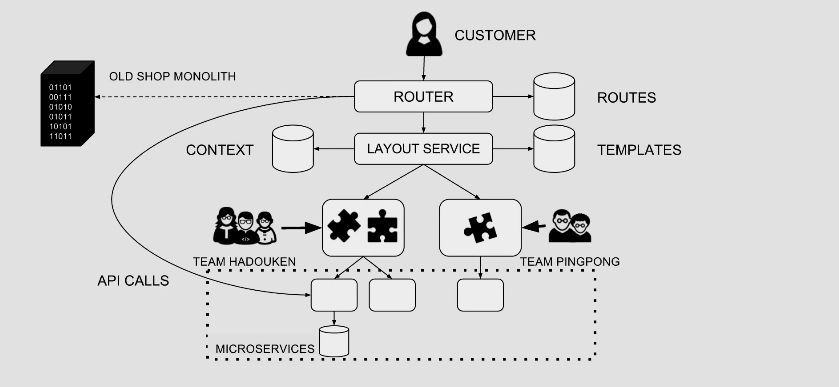 CUSTOMER
OLD SHOP MONOLITH
01101
00111
01010
01011
10101
11011
ROUTER
ROUTES
CONTEXT
LAYOUT SERVICE
TEMPLATES
TEAM HADOUKEN
TEAM PINGPONG
API CALLS
MICROSERVICES